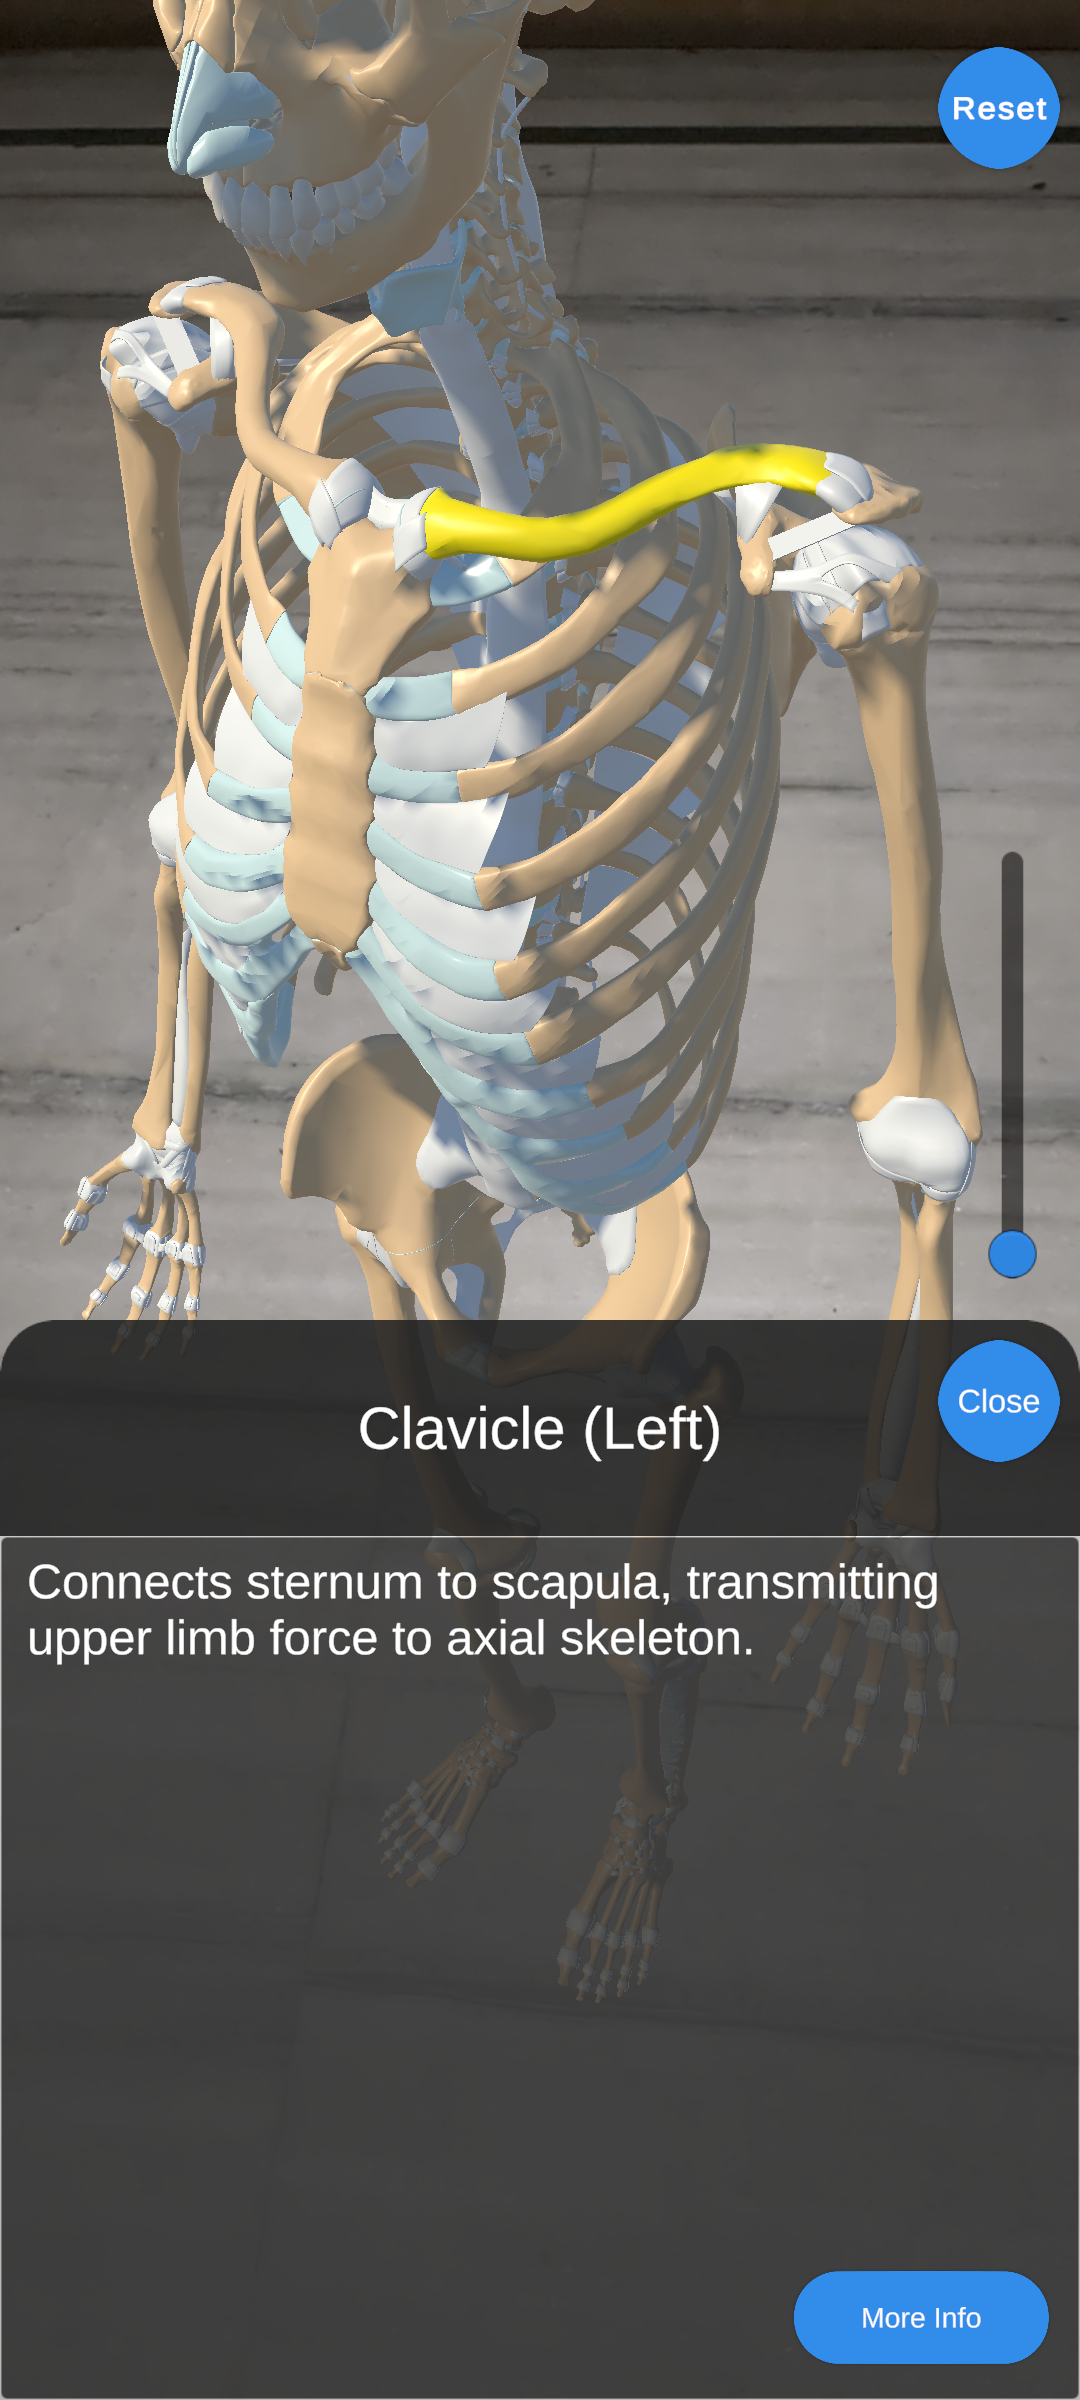 Reset
Clavicle (Left)
Close
Connects sternum to scapula, transmitting
upper limb force to axial skeleton.
More Info